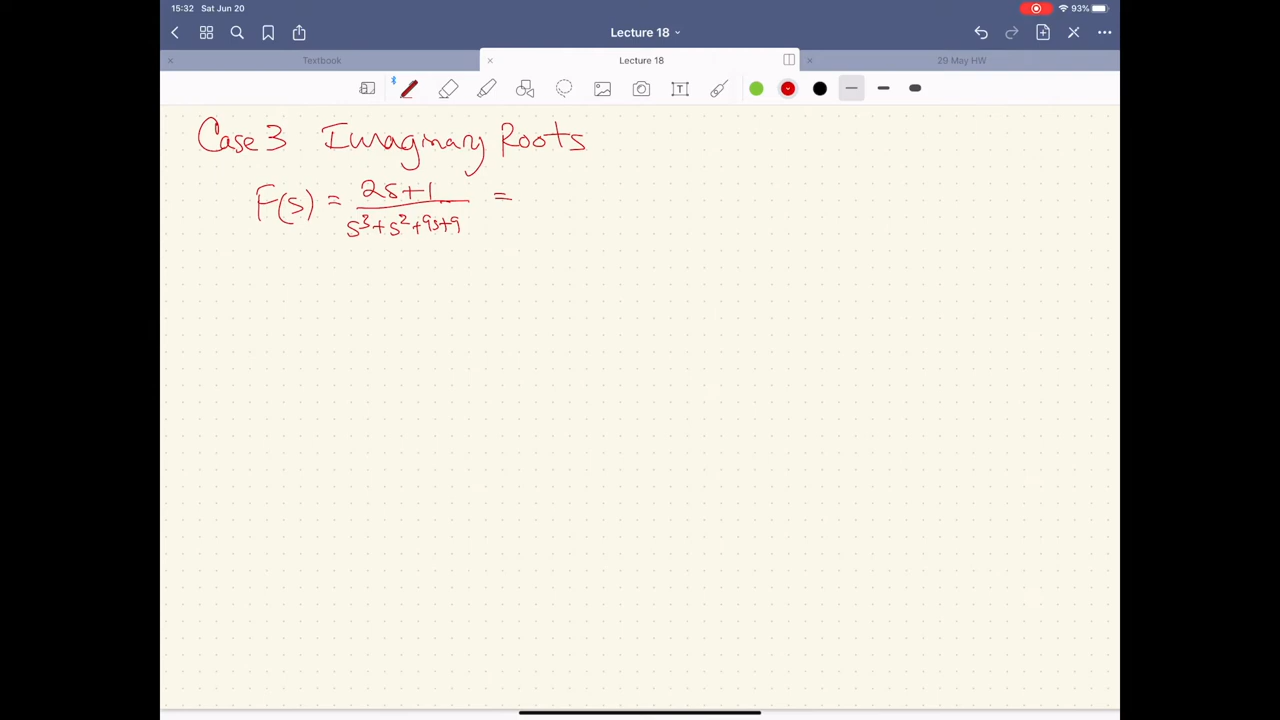 15:32 Sat Jun 20
93%
Lecture 18
Textbook
Lecture 18
29 May HW
Case 3 Imaginary Roots
F(s) = (2s+1)/(s³+s²+9s+9) =